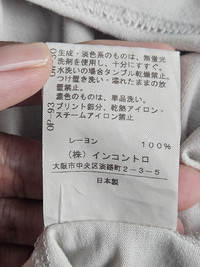 生成・淡色系のものは、無蛍光
洗剤を使用し、十分にすすぐ。
水洗いの場合タンブル乾燥禁止。
つけ置き洗い・濡れたままの放
置禁止。
濃色のものは、単品洗い。
プリント部分、乾熱アイロン・
スチームアイロン禁止
レーヨン 100%
(株)インコントロ
大阪市中央区淡路町2-3-5
日本製
OP-93